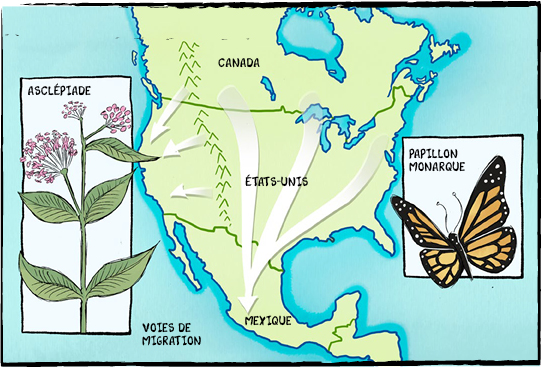 CANADA
ASCLÉPIADE
ÉTATS-UNIS
PAPILLON
MONARQUE
MEXIQUE
VOIES DE
MIGRATION